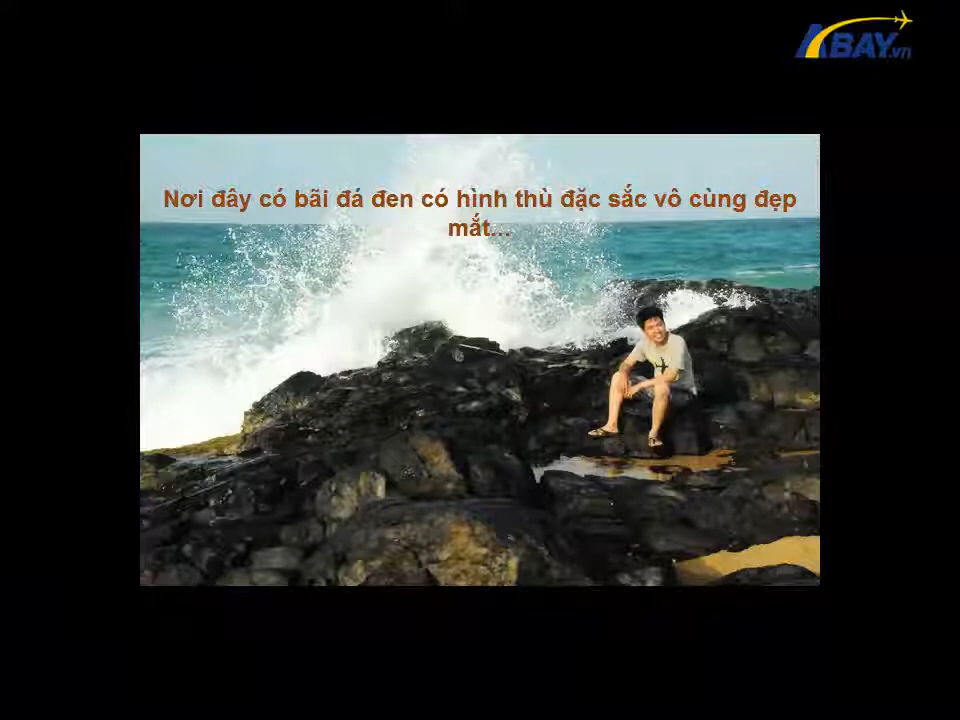 ABAY.vn
Nơi đây có bãi đá đen có hình thù đặc sắc vô cùng đẹp
mắt...